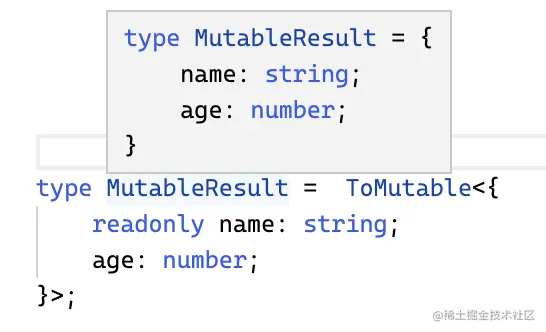 type MutableResult = {
    name: string;
    age: number;
}
type MutableResult =  ToMutable<{
    readonly name: string;
    age: number;
}>;
@稀土掘金技术社区